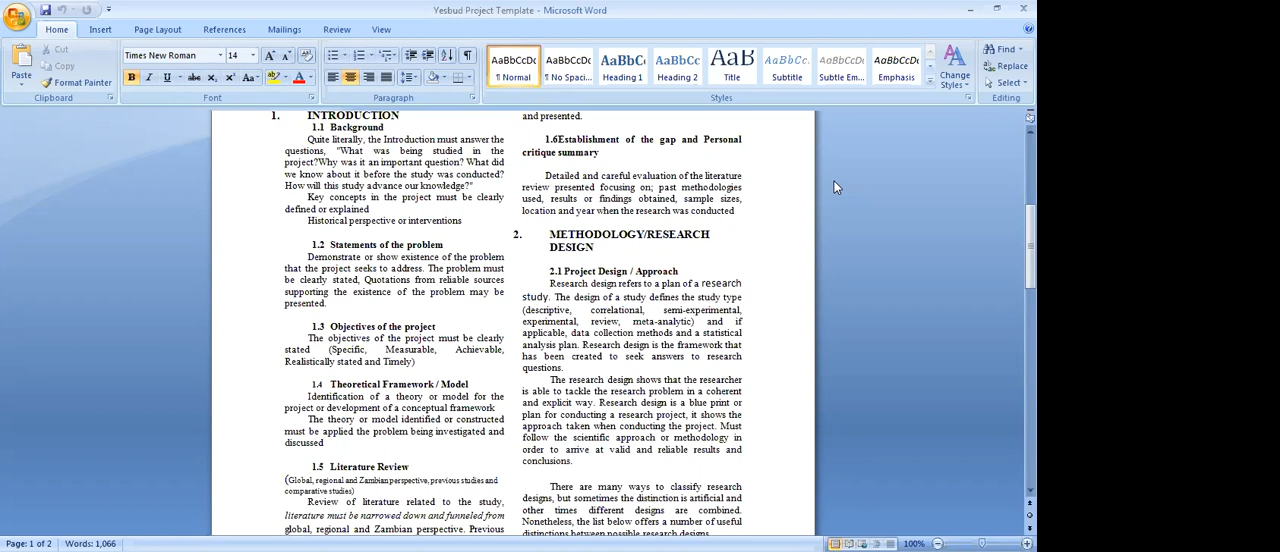 Yesbud Project Template - Microsoft Word
Home Insert Page Layout References Mailings Review View
Paste
Cut
Copy
Format Painter
Clipboard
Times New Roman 14
B I U abc X₂ X² Aa ab A
Font
Paragraph
AaBbCcDc AaBbCcDc AaBbC AaBbCc AaB AaBbCc. AaBbCcDc AaBbCcDc
¶ Normal ¶ No Spaci... Heading 1 Heading 2 Title Subtitle Subtle Em... Emphasis
Styles
Change
Styles
Find
Replace
Select
Editing
1. INTRODUCTION
1.1 Background
Quite literally, the Introduction must answer the
questions, "What was being studied in the
project?Why was it an important question? What did
we know about it before the study was conducted?
How will this study advance our knowledge?"
Key concepts in the project must be clearly
defined or explained
Historical perspective or interventions
1.2 Statements of the problem
Demonstrate or show existence of the problem
that the project seeks to address. The problem must
be clearly stated, Quotations from reliable sources
supporting the existence of the problem may be
presented.
1.3 Objectives of the project
The objectives of the project must be clearly
stated (Specific, Measurable, Achievable,
Realistically stated and Timely)
1.4 Theoretical Framework / Model
Identification of a theory or model for the
project or development of a conceptual framework
The theory or model identified or constructed
must be applied the problem being investigated and
discussed
1.5 Literature Review
(Global, regional and Zambian perspective, previous studies and
comparative studies)
Review of literature related to the study,
literature must be narrowed down and funneled from
global, regional and Zambian perspective. Previous
and presented.
1.6Establishment of the gap and Personal
critique summary
Detailed and careful evaluation of the literature
review presented focusing on; past methodologies
used, results or findings obtained, sample sizes,
location and year when the research was conducted
2. METHODOLOGY/RESEARCH
DESIGN
2.1 Project Design / Approach
Research design refers to a plan of a research
study. The design of a study defines the study type
(descriptive, correlational, semi-experimental,
experimental, review, meta-analytic) and if
applicable, data collection methods and a statistical
analysis plan. Research design is the framework that
has been created to seek answers to research
questions.
The research design shows that the researcher
is able to tackle the research problem in a coherent
and explicit way. Research design is a blue print or
plan for conducting a research project, it shows the
approach taken when conducting the project. Must
follow the scientific approach or methodology in
order to arrive at valid and reliable results and
conclusions.
There are many ways to classify research
designs, but sometimes the distinction is artificial and
other times different designs are combined.
Nonetheless, the list below offers a number of useful
distinctions between possible research designs
Page: 1 of 2 Words: 1,066
100%